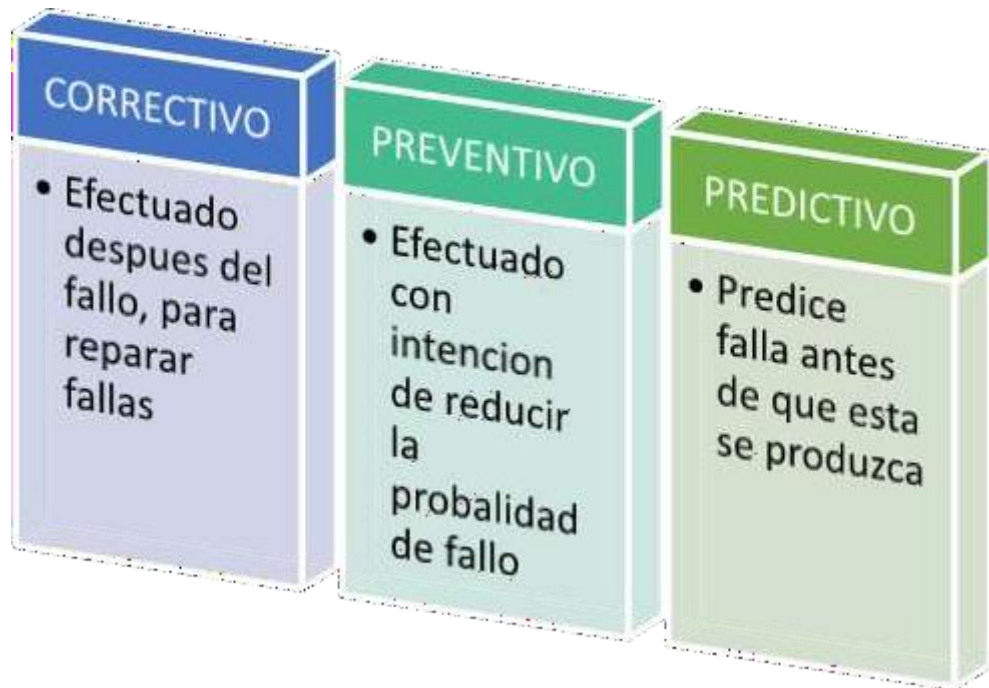 CORRECTIVO
• Efectuado
despues del
fallo, para
reparar
fallas
PREVENTIVO
• Efectuado
con
intencion
de reducir
la
probalidad
de fallo
PREDICTIVO
• Predice
falla antes
de que esta
se produzca